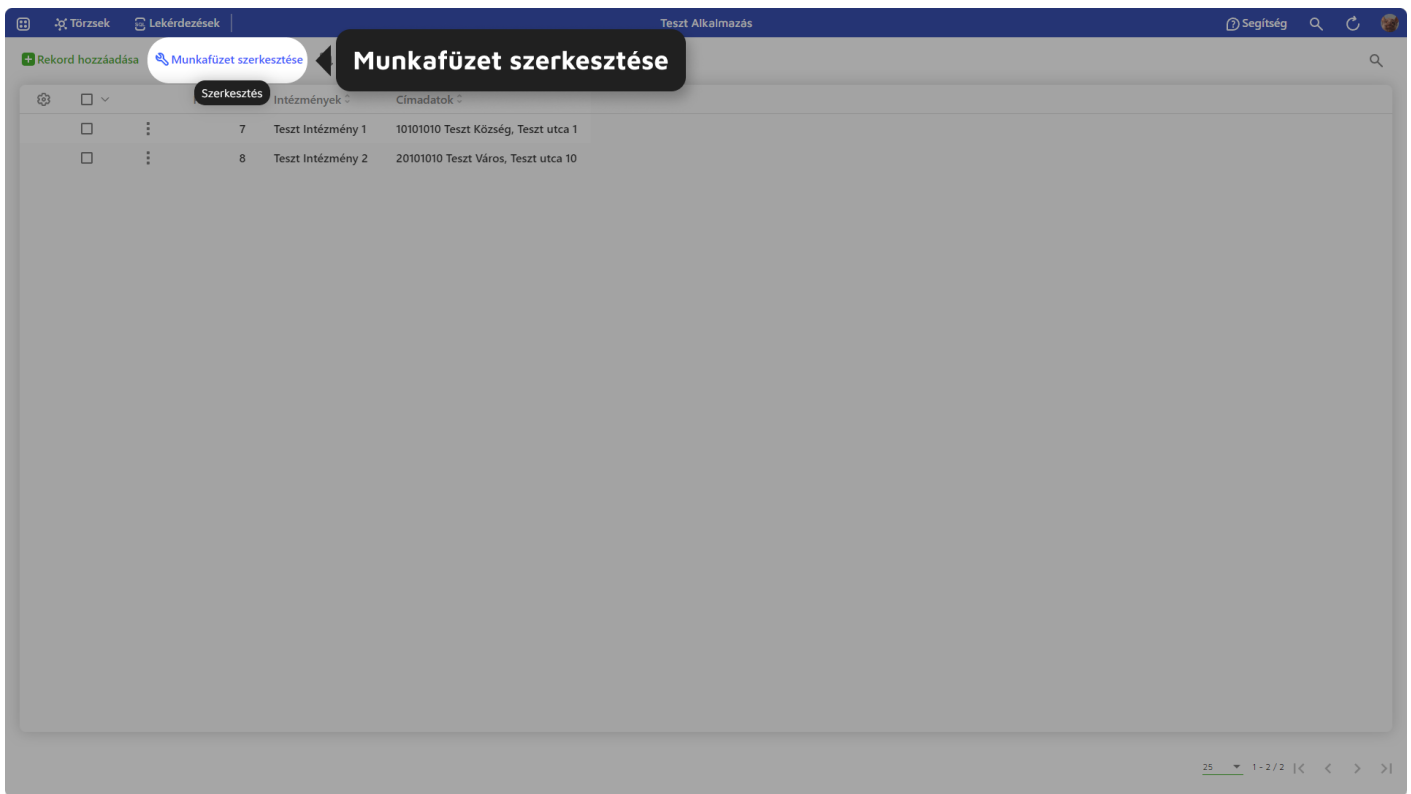 Törzsek Lekérdezések Teszt Alkalmazás Segítség
Rekord hozzáadása Munkafüzet szerkesztése Munkafüzet szerkesztése
Szerkesztés Intézmények Címadatok
7 Teszt Intézmény 1 10101010 Teszt Község, Teszt utca 1
8 Teszt Intézmény 2 20101010 Teszt Város, Teszt utca 10
25 1 - 2 / 2